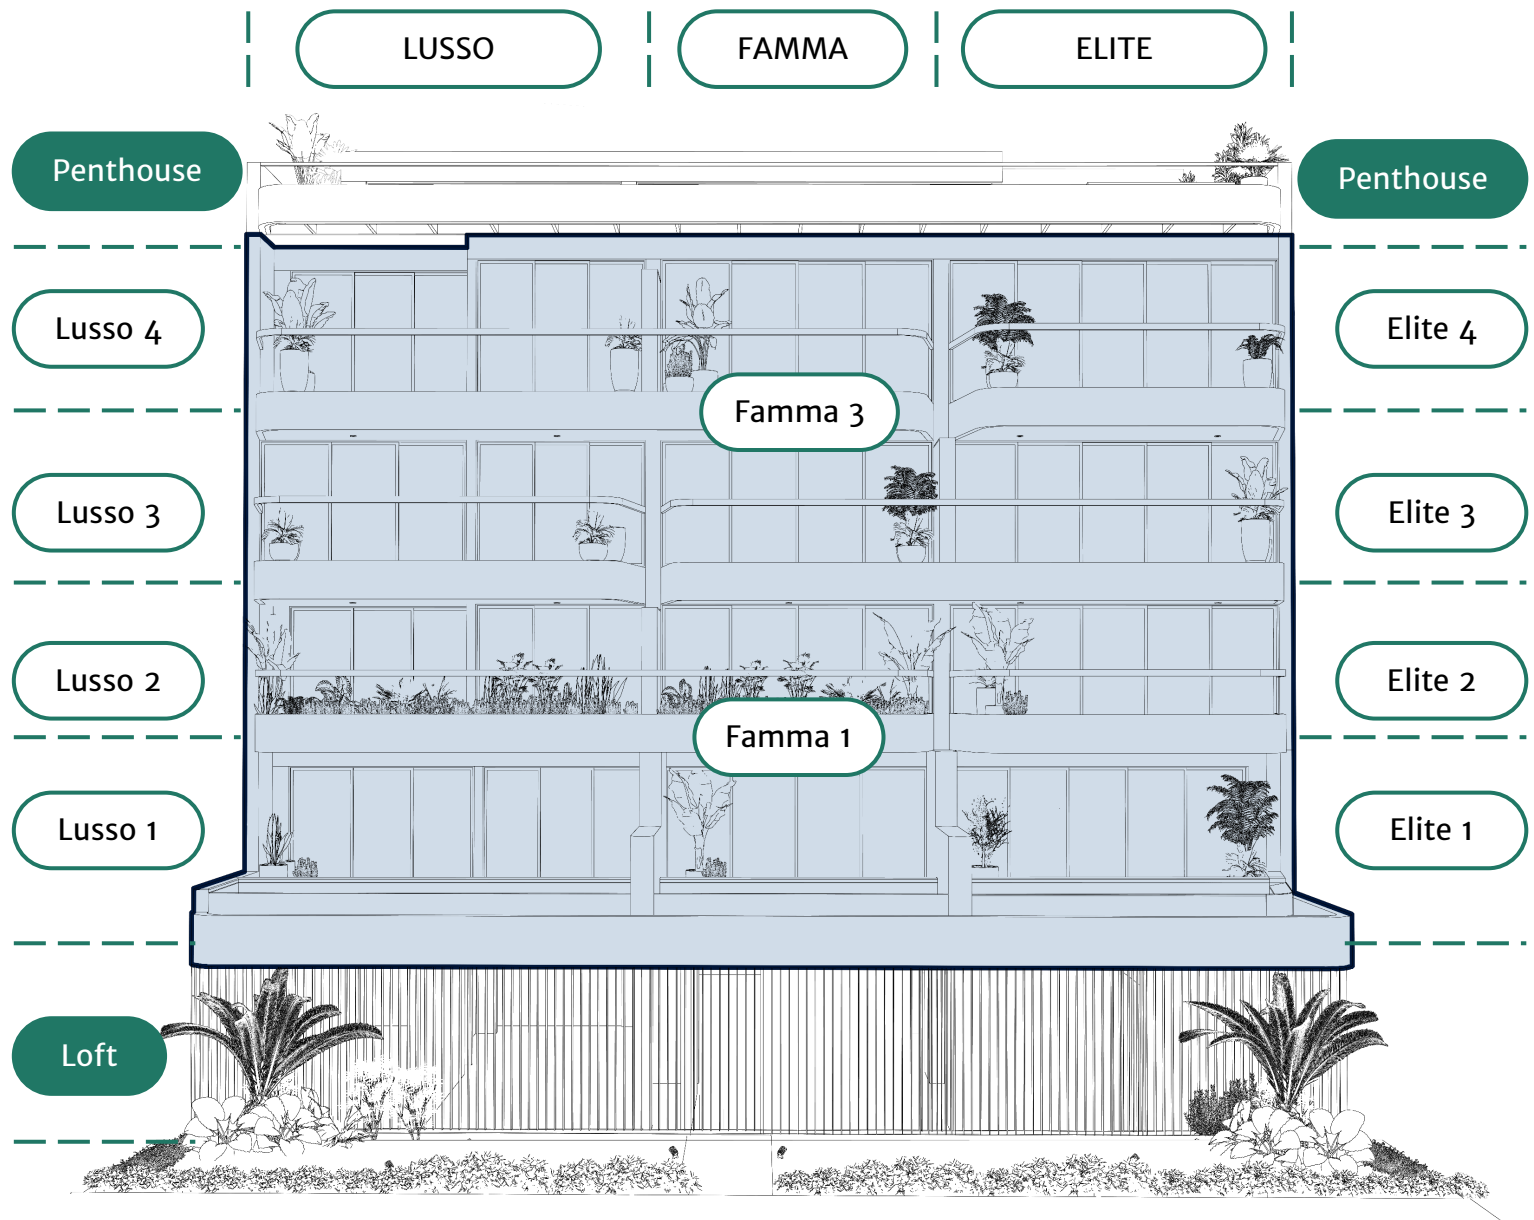 LUSSO
FAMMA
ELITE
Penthouse
Penthouse
Lusso 4
Elite 4
Famma 3
Lusso 3
Elite 3
Lusso 2
Elite 2
Famma 1
Lusso 1
Elite 1
Loft